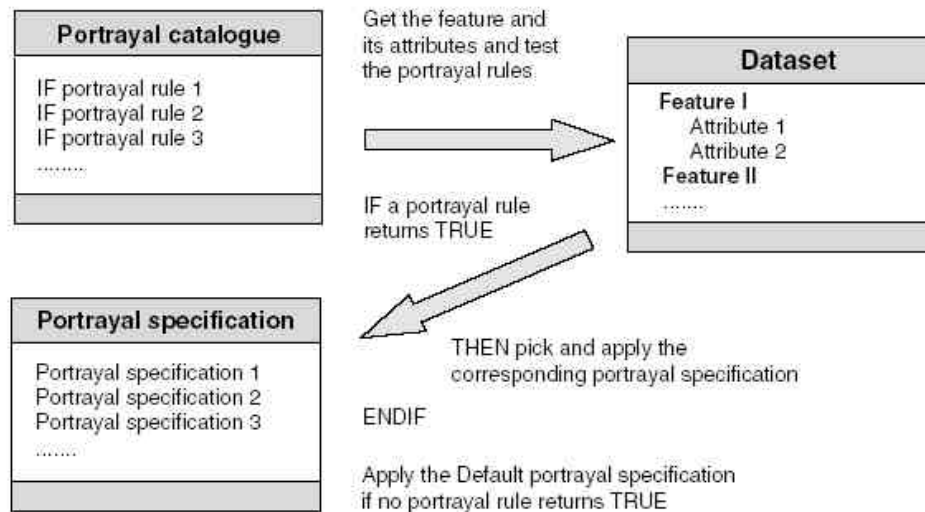 Portrayal catalogue
IF portrayal rule 1
IF portrayal rule 2
IF portrayal rule 3
........
Get the feature and
its attributes and test
the portrayal rules
Dataset
Feature I
Attribute 1
Attribute 2
Feature II
.......
IF a portrayal rule
returns TRUE
Portrayal specification
Portrayal specification 1
Portrayal specification 2
Portrayal specification 3
.......
THEN pick and apply the
corresponding portrayal specification
ENDIF
Apply the Default portrayal specification
if no portrayal rule returns TRUE